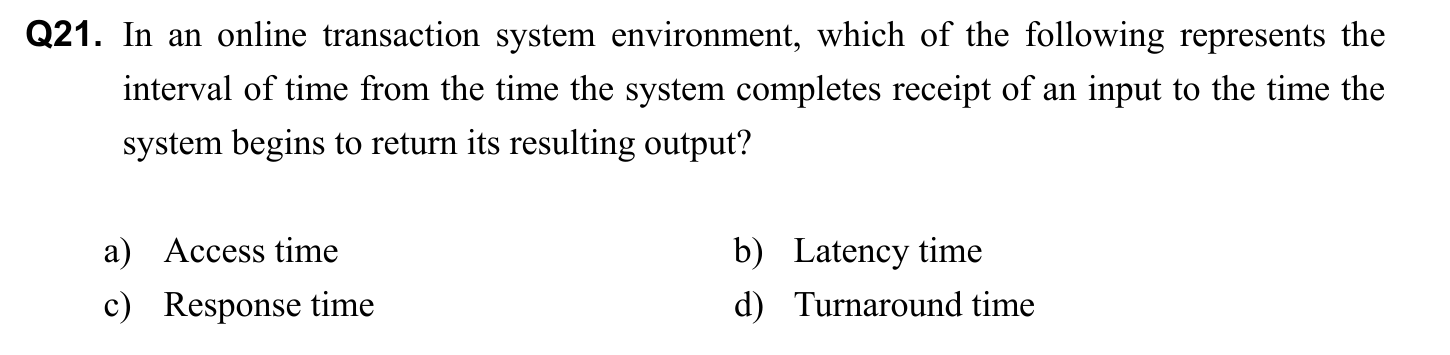 Q21. In an online transaction system environment, which of the following represents the
interval of time from the time the system completes receipt of an input to the time the
system begins to return its resulting output?
a) Access time b) Latency time
c) Response time d) Turnaround time